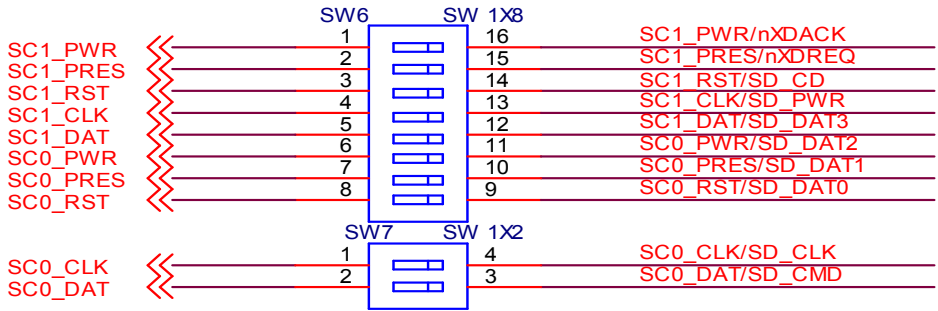 SW6 SW 1X8
SC1_PWR 1 16 SC1_PWR/nXDACK
SC1_PRES 2 15 SC1_PRES/nXDREQ
SC1_RST 3 14 SC1_RST/SD_CD
SC1_CLK 4 13 SC1_CLK/SD_PWR
SC1_DAT 5 12 SC1_DAT/SD_DAT3
SC0_PWR 6 11 SC0_PWR/SD_DAT2
SC0_PRES 7 10 SC0_PRES/SD_DAT1
SC0_RST 8 9 SC0_RST/SD_DAT0
SW7 SW 1X2
SC0_CLK 1 4 SC0_CLK/SD_CLK
SC0_DAT 2 3 SC0_DAT/SD_CMD